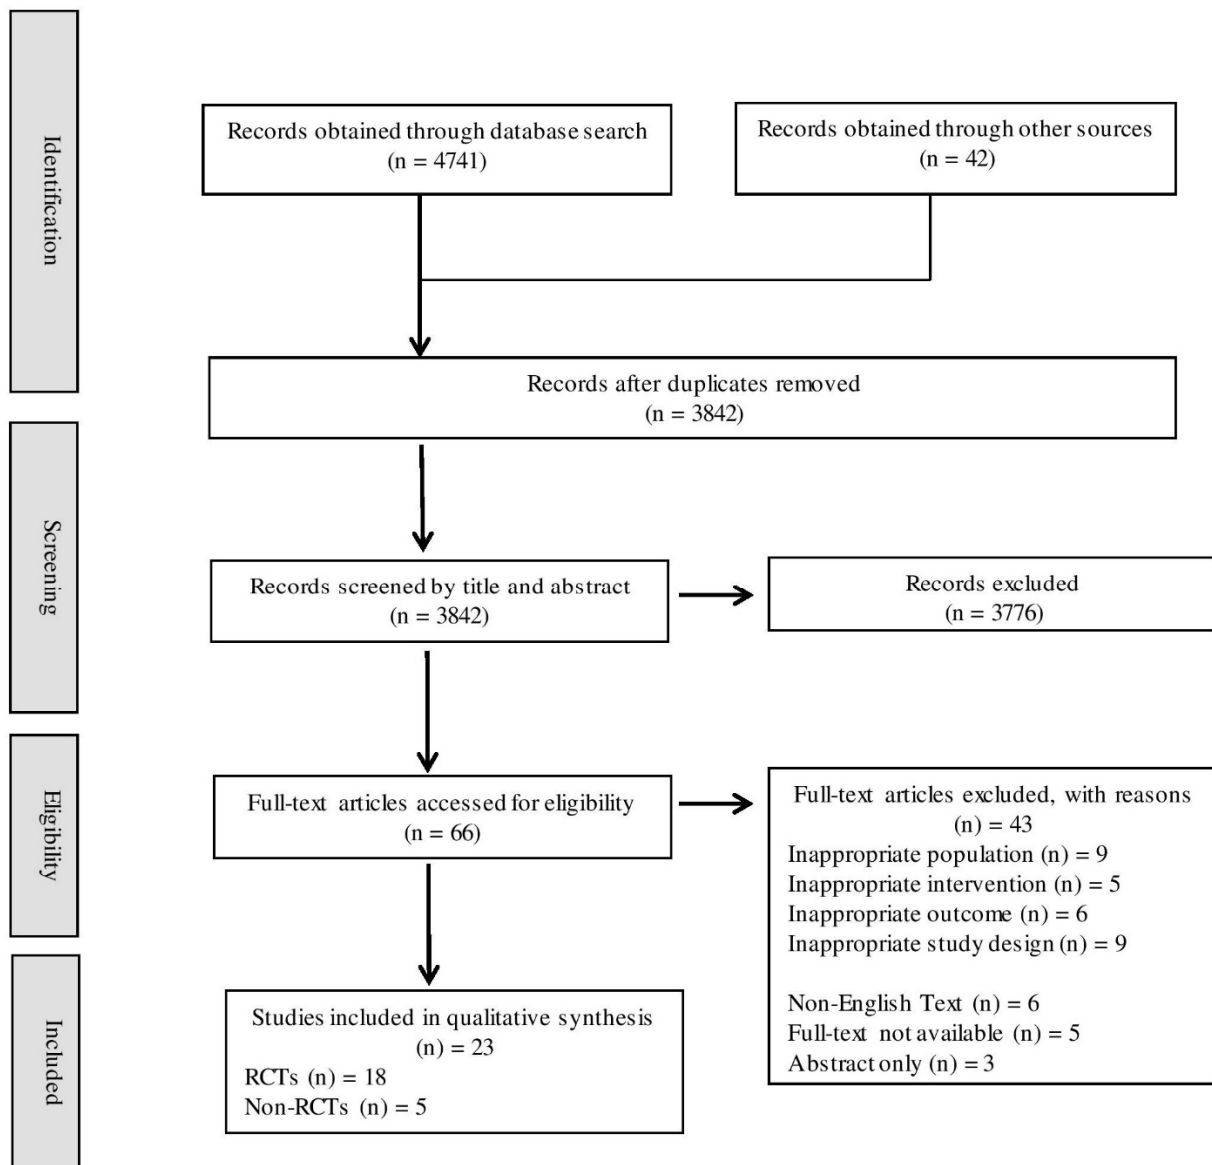 Identification
Records obtained through database search
(n = 4741)
Records obtained through other sources
(n = 42)
Records after duplicates removed
(n = 3842)
Screening
Records screened by title and abstract
(n = 3842)
Records excluded
(n = 3776)
Eligibility
Full-text articles accessed for eligibility
(n = 66)
Full-text articles excluded, with reasons
(n) = 43
Inappropriate population (n) = 9
Inappropriate intervention (n) = 5
Inappropriate outcome (n) = 6
Inappropriate study design (n) = 9
Non-English Text (n) = 6
Full-text not available (n) = 5
Abstract only (n) = 3
Included
Studies included in qualitative synthesis
(n) = 23
RCTs (n) = 18
Non-RCTs (n) = 5